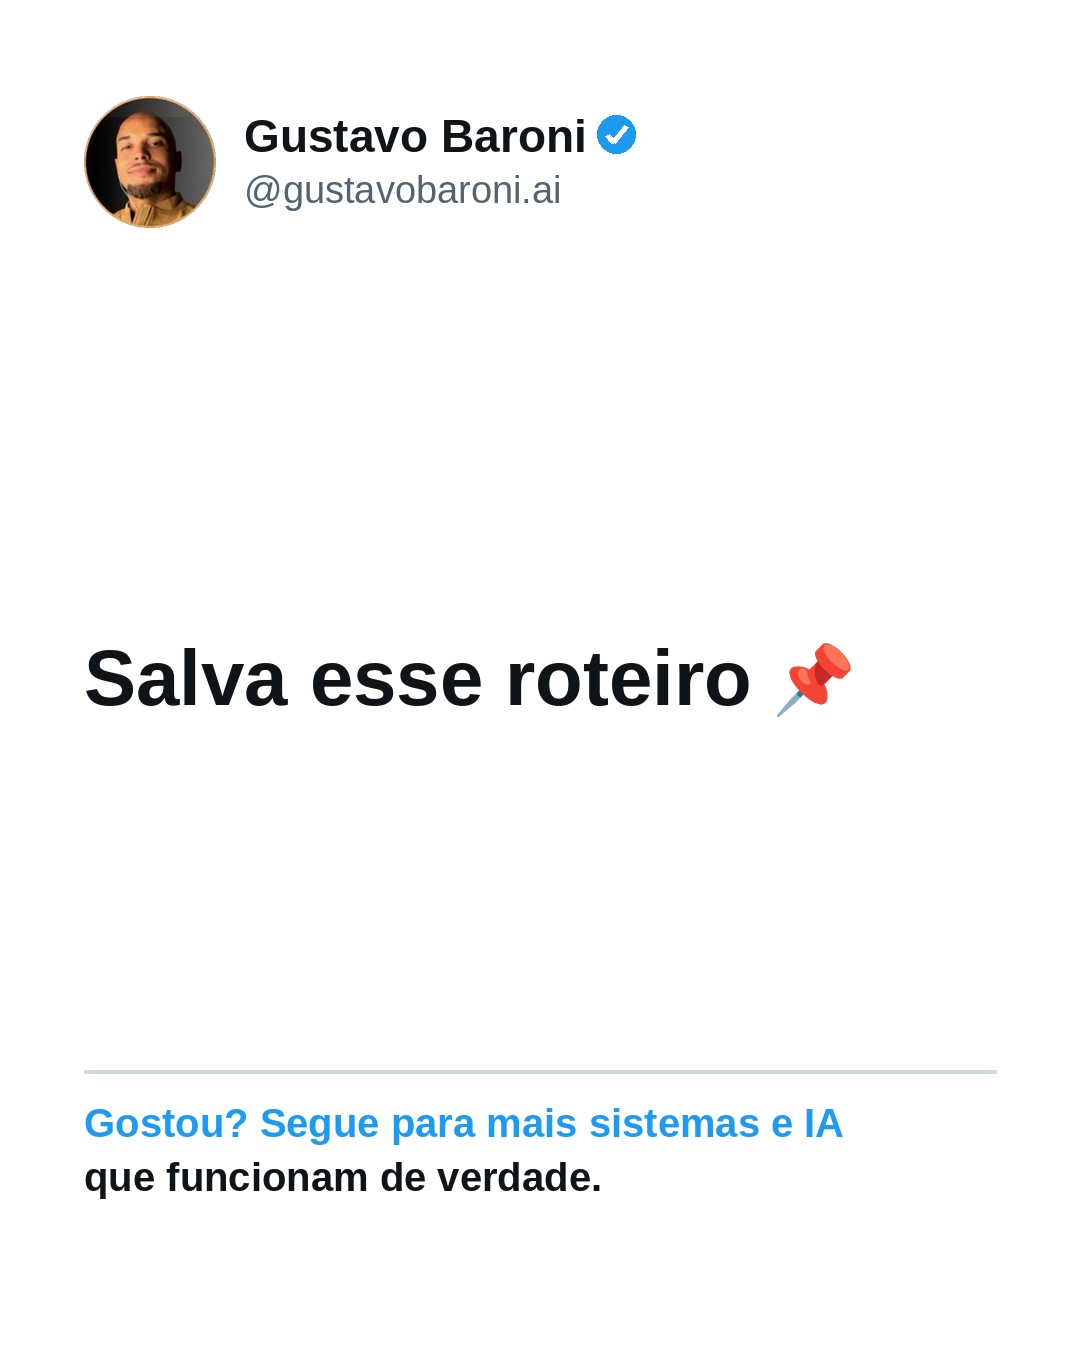 Gustavo Baroni
@gustavobaroni.ai
Salva esse roteiro 📌
Gostou? Segue para mais sistemas e IA
que funcionam de verdade.